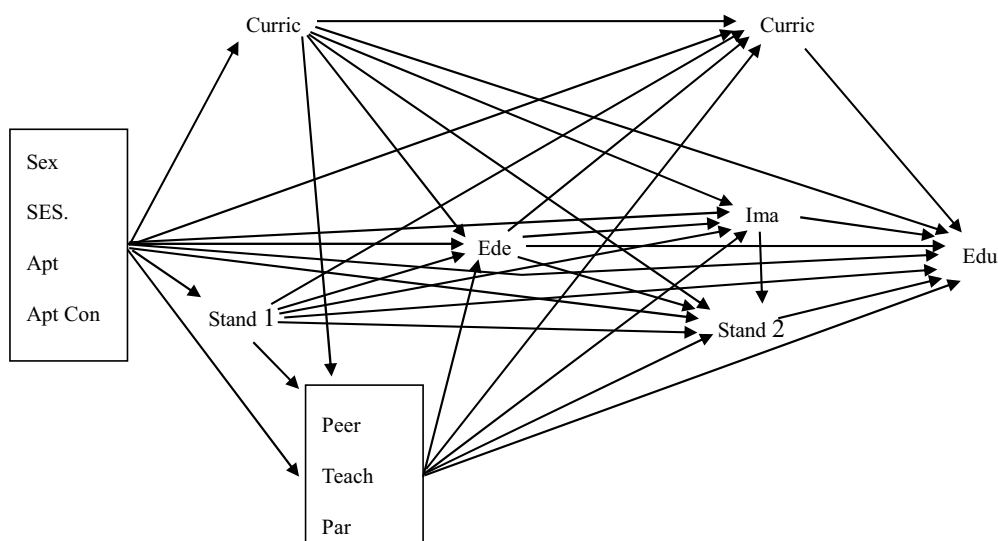 Curric
Curric
Sex
SES.
Apt
Apt Con
Ima
Ede
Edu
Stand 1
Stand 2
Peer
Teach
Par